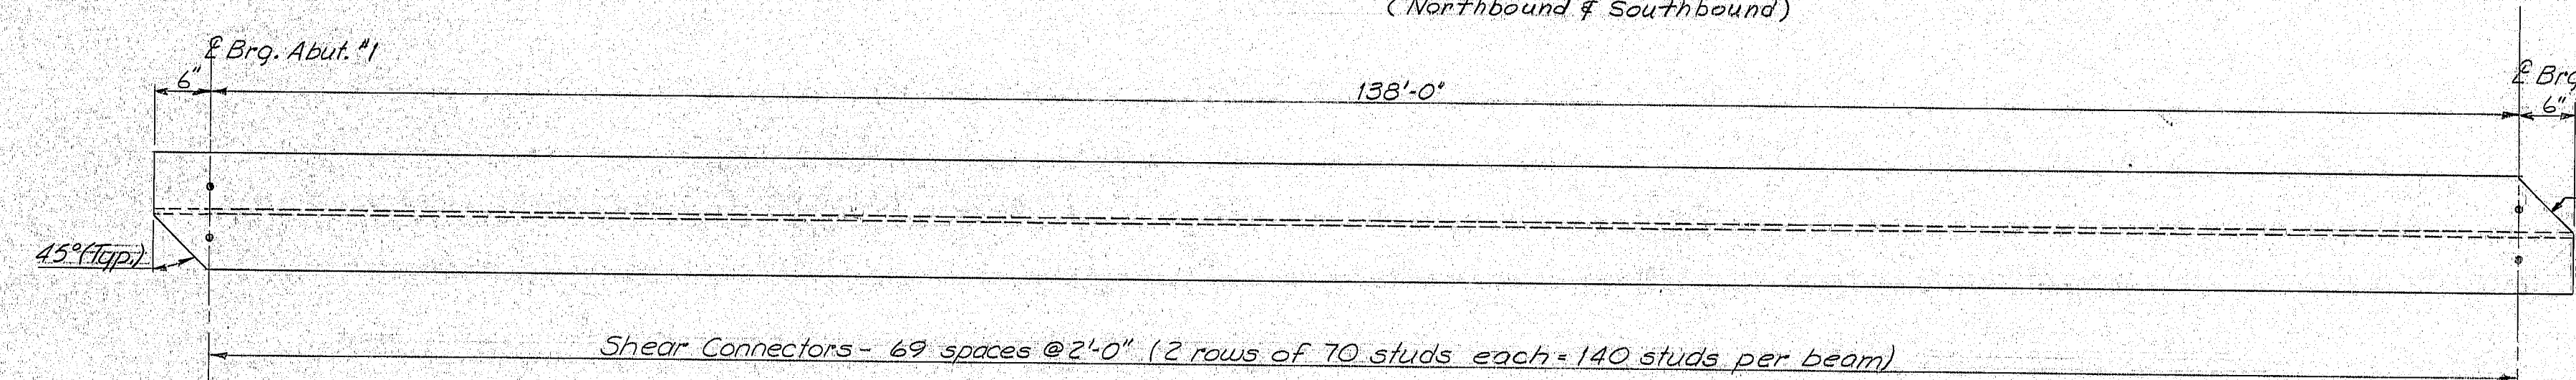 (Northbound & Southbound)
℄ Brg. Abut. #1
6"
138'-0"
℄ Brg
6"
45° (Typ.)
Shear Connectors - 69 spaces @ 2'-0" (2 rows of 70 studs each = 140 studs per beam)